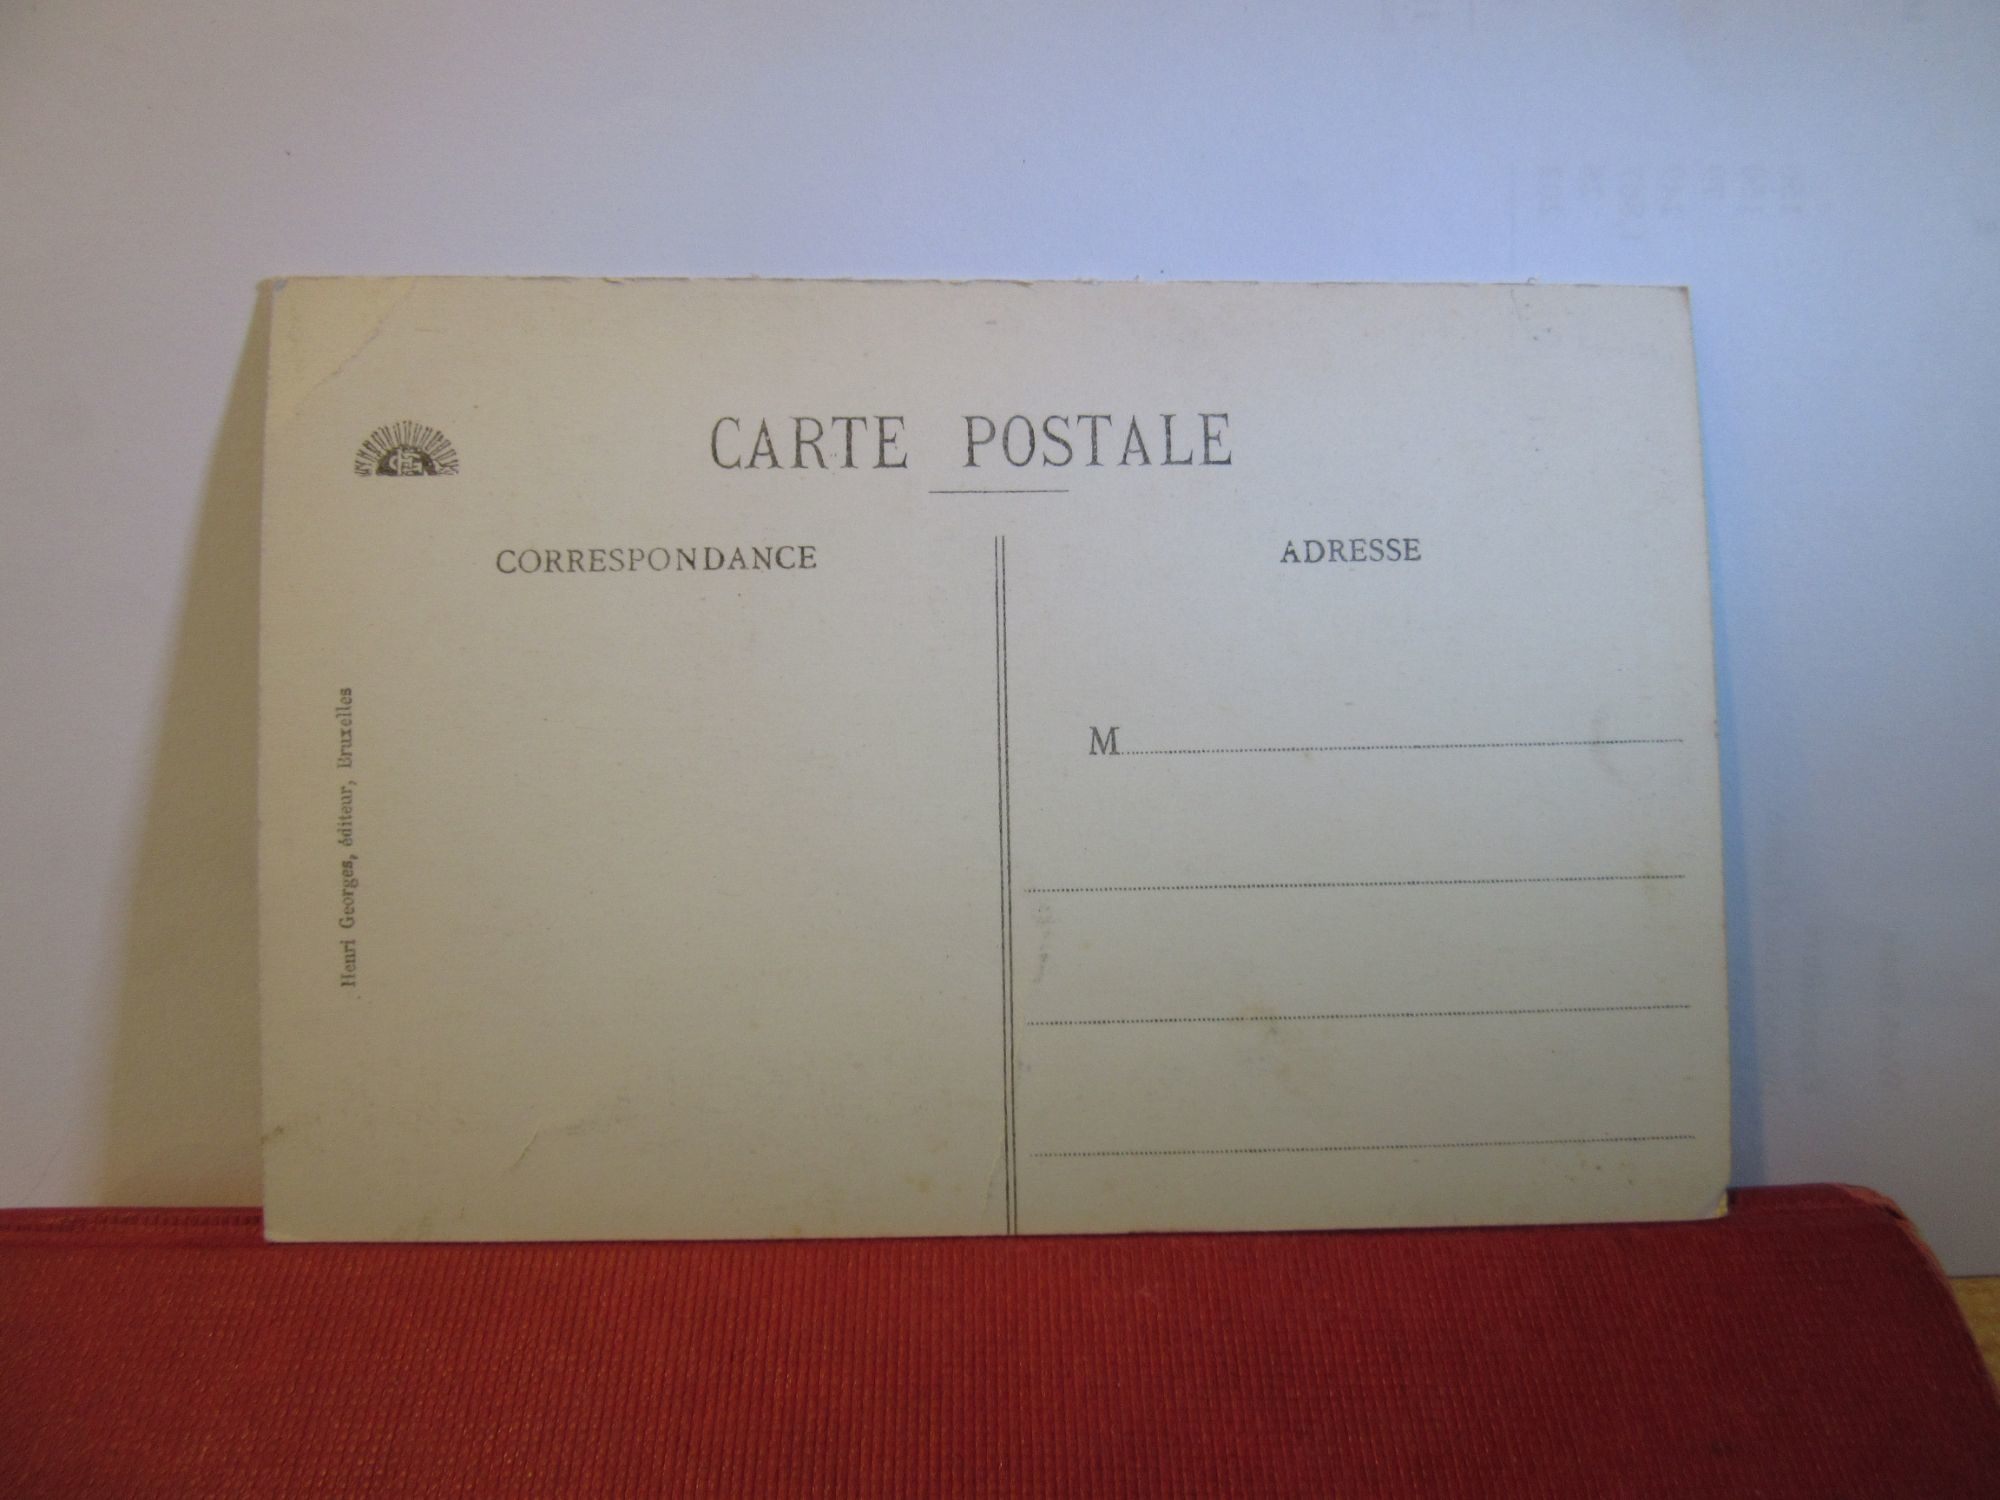 CARTE POSTALE
CORRESPONDANCE
ADRESSE
M
Henri Georges, éditeur, Bruxelles